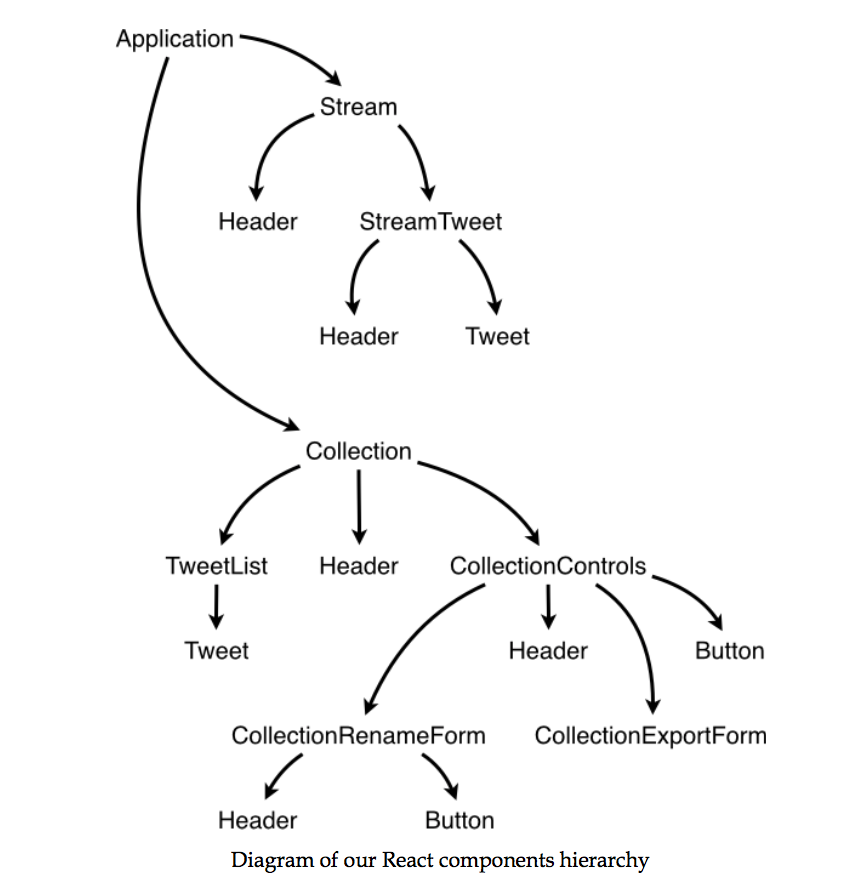 Application
Stream
Header StreamTweet
Header Tweet
Collection
TweetList Header CollectionControls
Tweet Header Button
CollectionRenameForm CollectionExportForm
Header Button
Diagram of our React components hierarchy